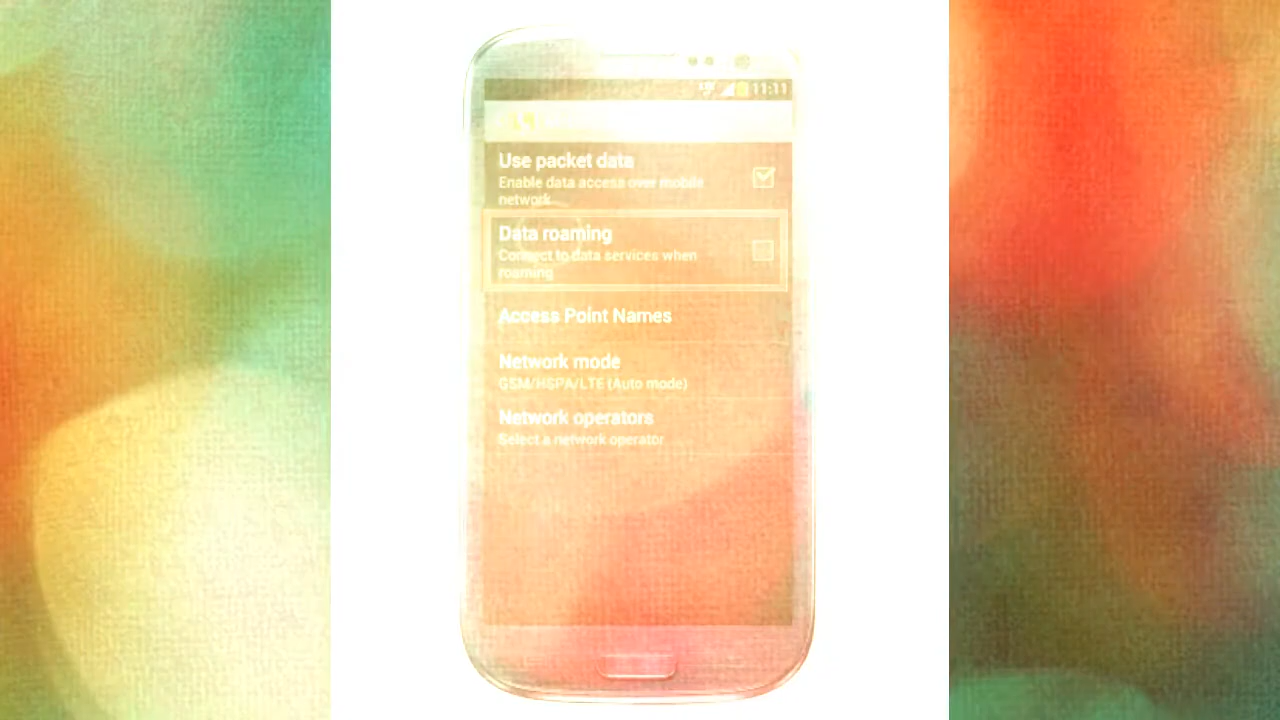 11:11
Use packet data
Enable data access over mobile
network
Data roaming
Connect to data services when
roaming
Access Point Names
Network mode
GSM/HSPA/LTE (Auto mode)
Network operators
Select a network operator